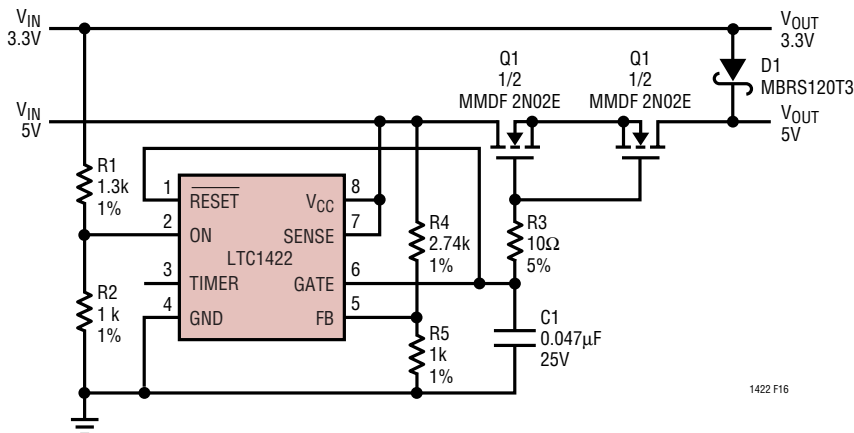 VIN
3.3V
VOUT
3.3V
Q1
1/2
MMDF 2N02E
Q1
1/2
MMDF 2N02E
D1
MBRS120T3
VIN
5V
VOUT
5V
R1
1.3k
1%
1
RESET
VCC
8
2
ON
SENSE
7
LTC1422
3
TIMER
GATE
6
4
GND
FB
5
R4
2.74k
1%
R3
10Ω
5%
R2
1 k
1%
R5
1k
1%
C1
0.047µF
25V
1422 F16